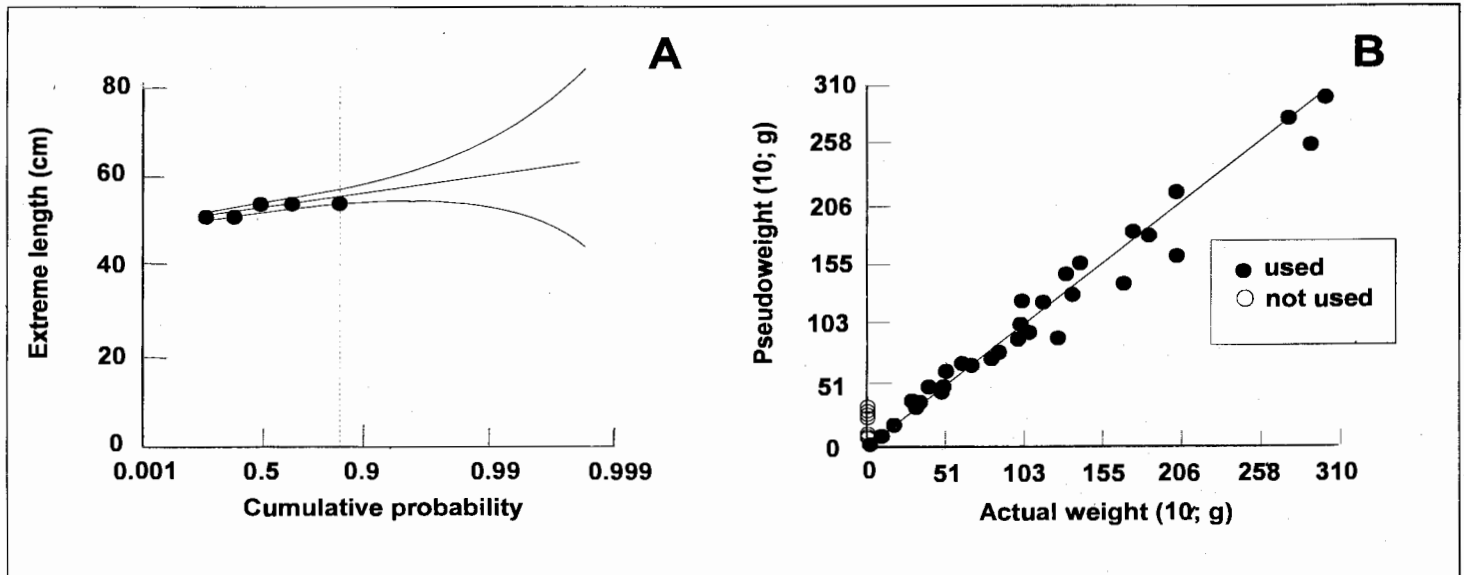 A
80
60
40
20
0
0.001 0.5 0.9 0.99 0.999
Extreme length (cm)
Cumulative probability
B
310
258
206
155
103
51
0
0 51 103 155 206 258 310
Pseudoweight (10; g)
Actual weight (10; g)
used
not used